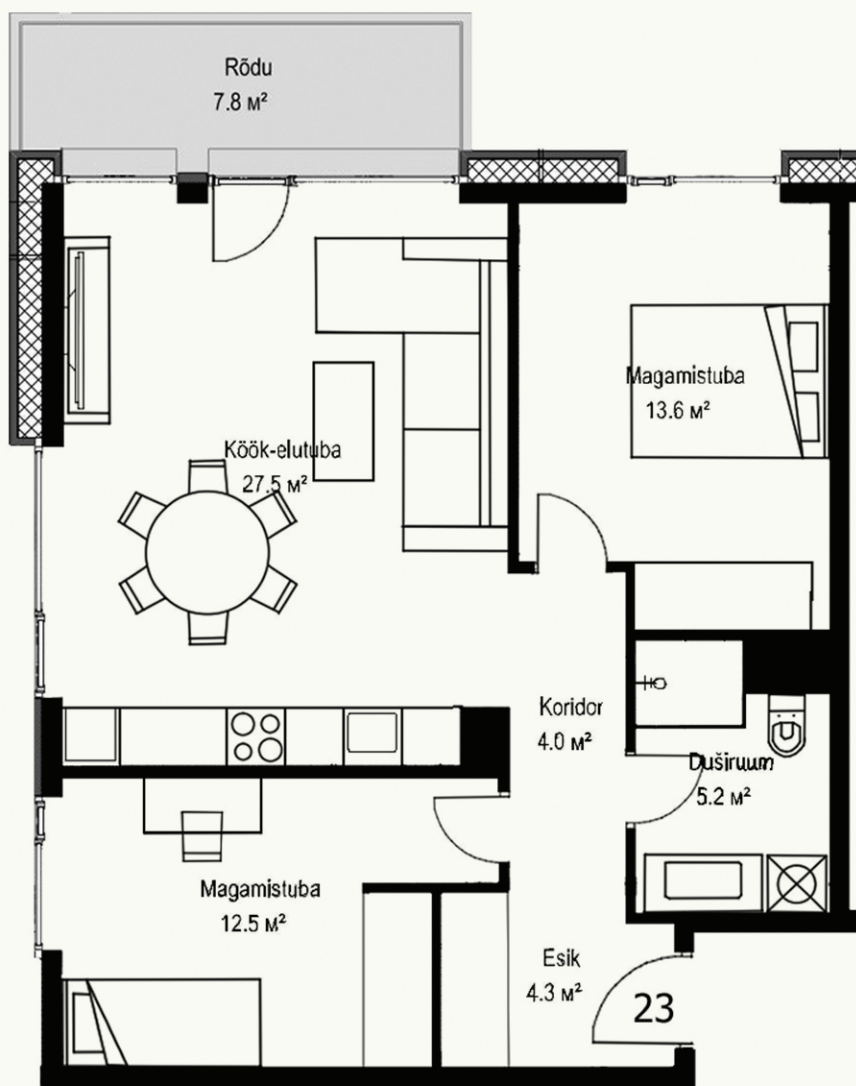 Rõdu
7.8 м²
Magamistuba
13.6 м²
Köök-elutuba
27.5 м²
Koridor
4.0 м²
Duširuum
5.2 м²
Magamistuba
12.5 м²
Esik
4.3 м²
23